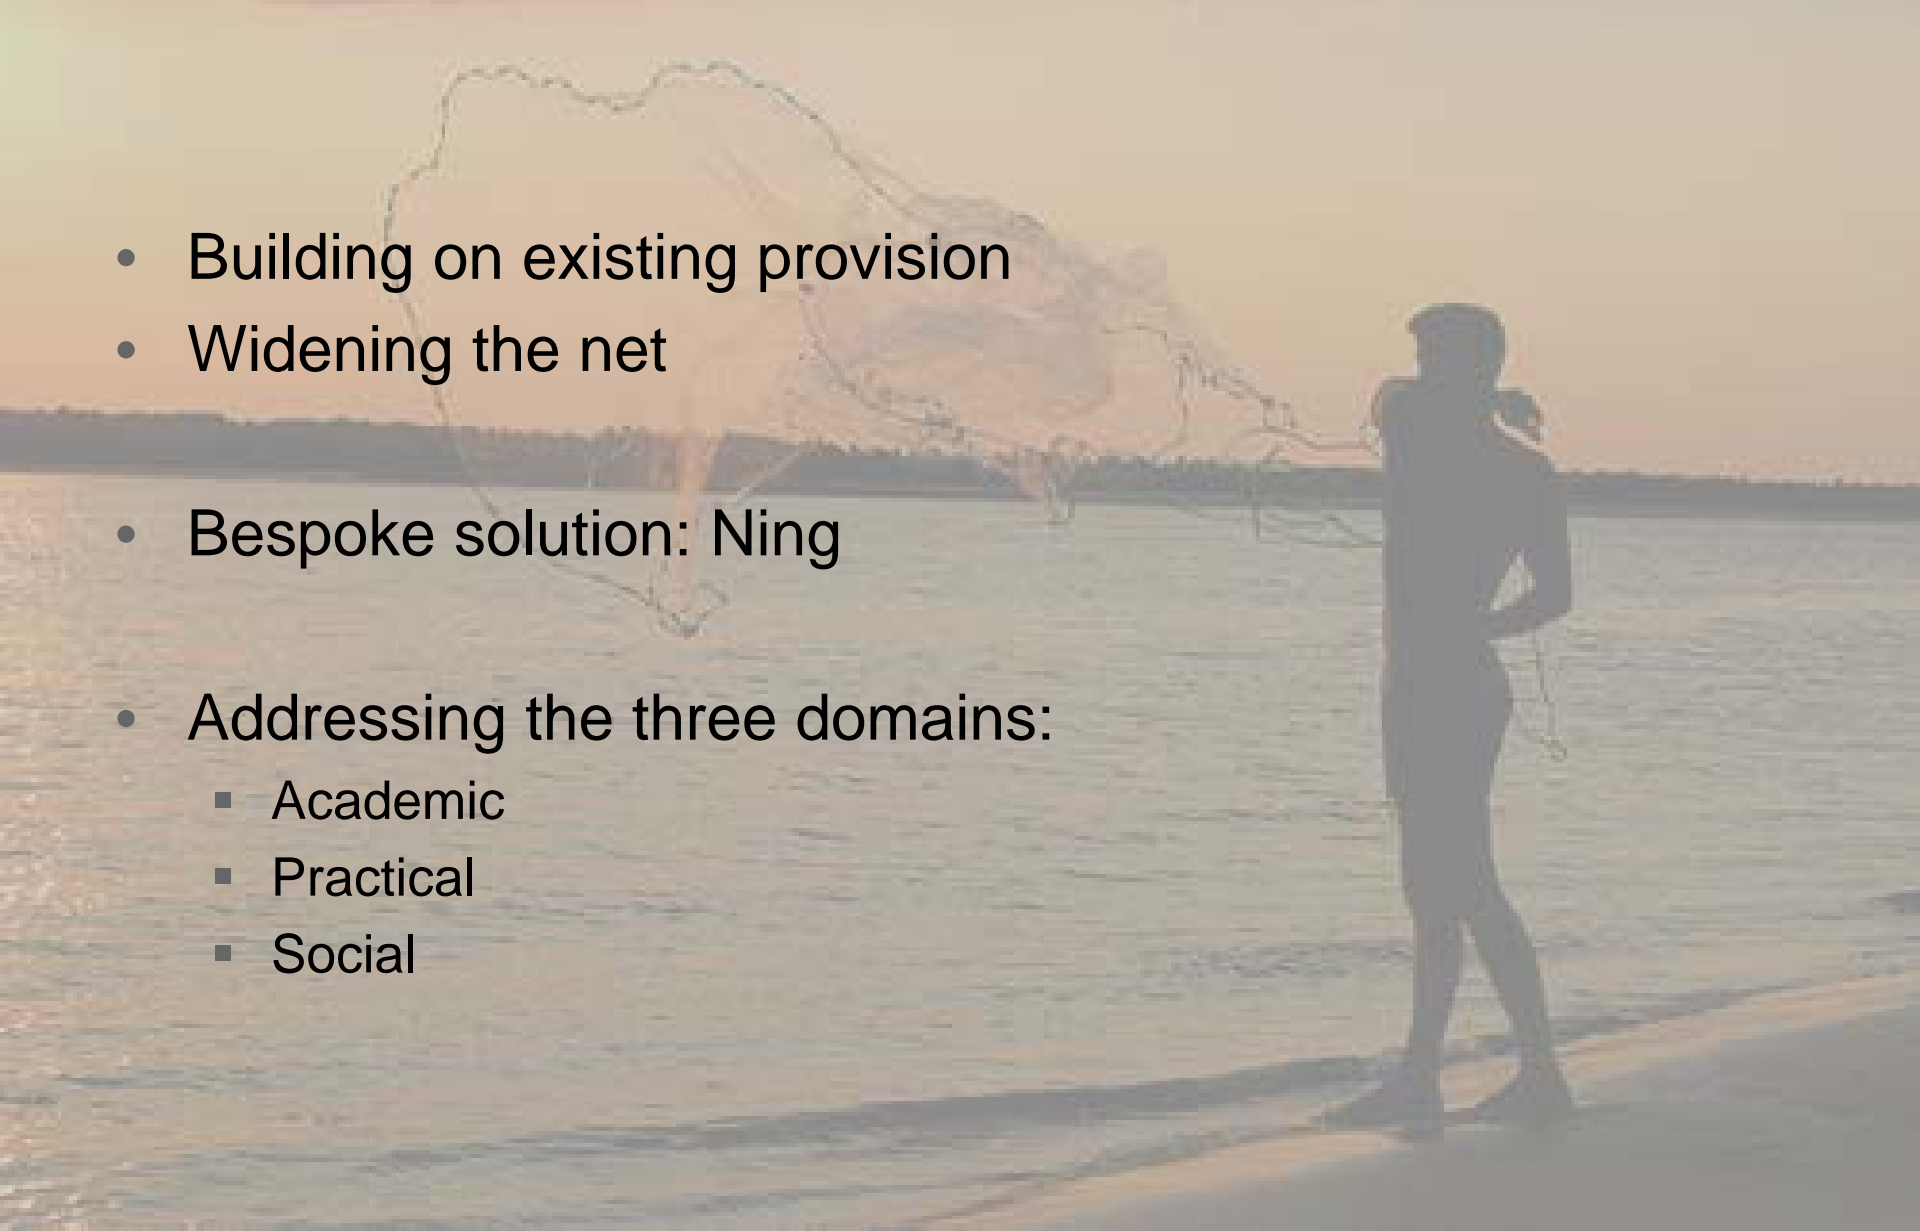 • Building on existing provision
• Widening the net
• Bespoke solution: Ning
• Addressing the three domains:
▪ Academic
▪ Practical
▪ Social